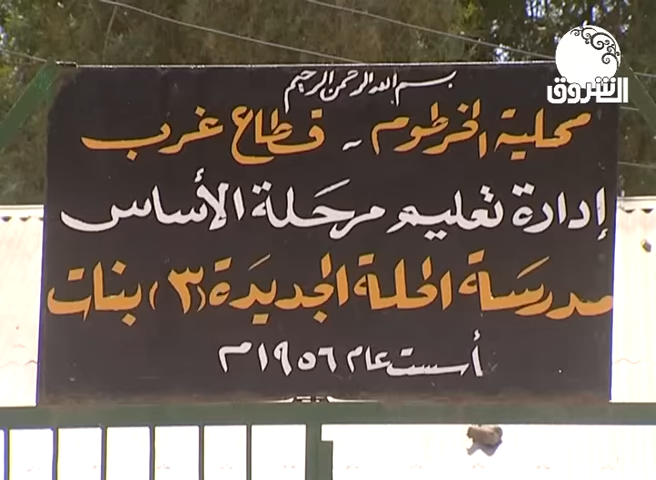 الشروق
بسم الله الرحمن الرحيم
محلية الخرطوم - قطاع غرب
إدارة تعليم مرحلة الأساس
مدرسة الحلة الجديدة (٣) بنات
أسست عام ١٩٥٦م